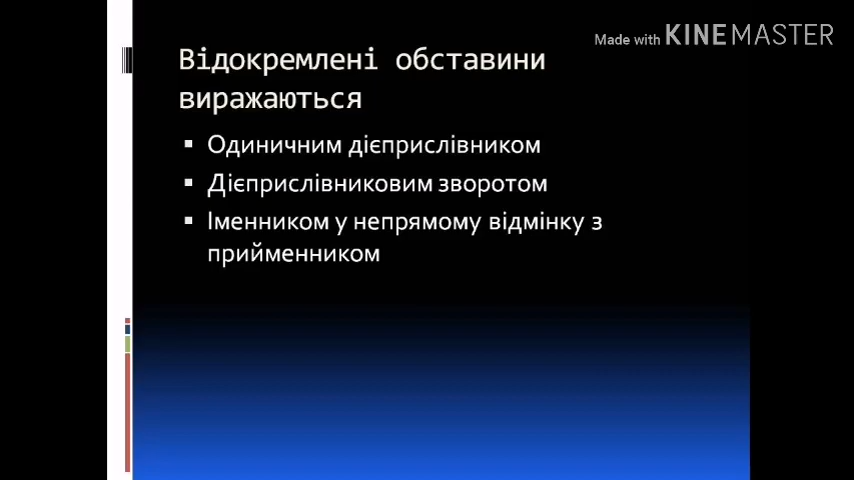 Made with KINEMASTER
Відокремлені обставини
виражаються
▪ Одиничним дієприслівником
▪ Дієприслівниковим зворотом
▪ Іменником у непрямому відмінку з
прийменником